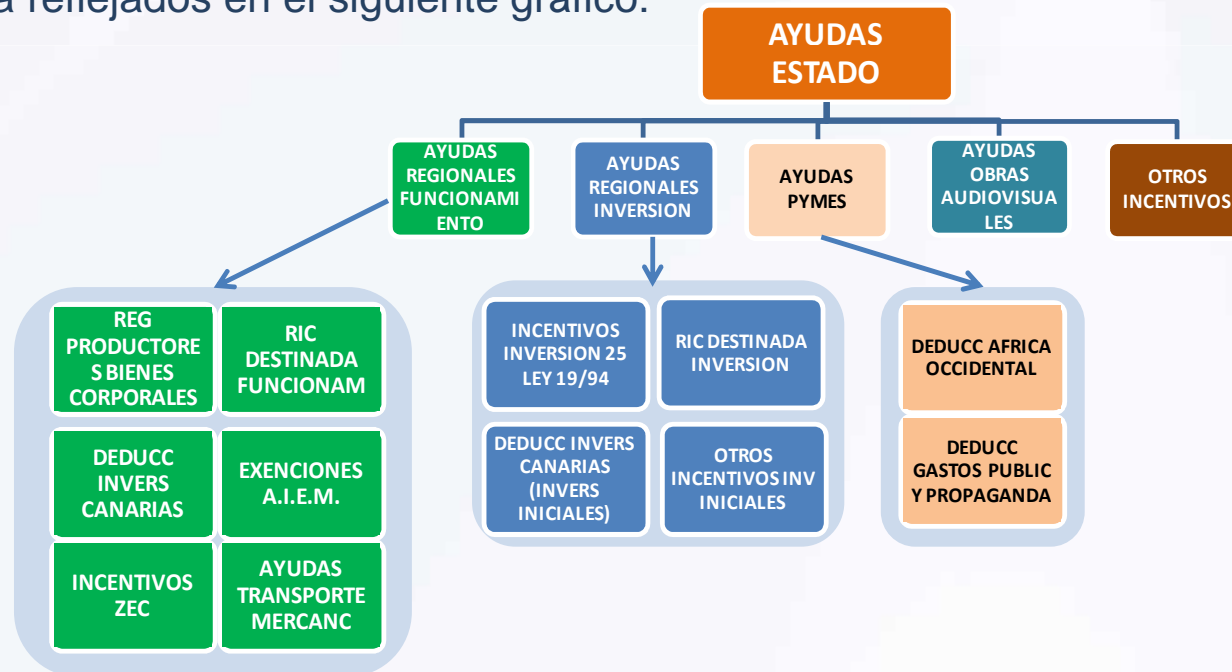 a reflejados en el siguiente gráfico:
AYUDAS
ESTADO
AYUDAS
REGIONALES
FUNCIONAMI
ENTO
AYUDAS
REGIONALES
INVERSION
AYUDAS
PYMES
AYUDAS
OBRAS
AUDIOVISUA
LES
OTROS
INCENTIVOS
REG
PRODUCTORE
S BIENES
CORPORALES
RIC
DESTINADA
FUNCIONAM
DEDUCC
INVERS
CANARIAS
EXENCIONES
A.I.E.M.
INCENTIVOS
ZEC
AYUDAS
TRANSPORTE
MERCANC
INCENTIVOS
INVERSION 25
LEY 19/94
RIC DESTINADA
INVERSION
DEDUCC INVERS
CANARIAS
(INVERS
INICIALES)
OTROS
INCENTIVOS INV
INICIALES
DEDUCC AFRICA
OCCIDENTAL
DEDUCC
GASTOS PUBLIC
Y PROPAGANDA